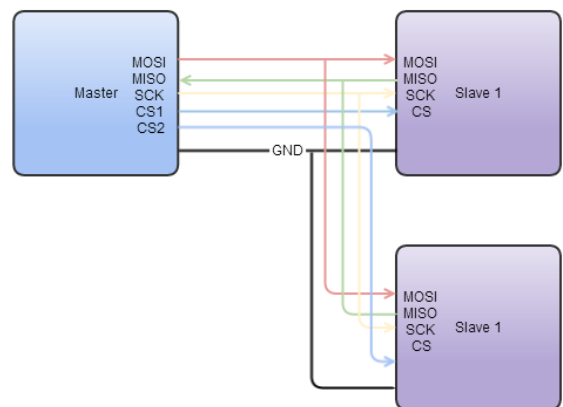 Master
MOSI
MISO
SCK
CS1
CS2
GND
MOSI
MISO
SCK
CS
Slave 1
MOSI
MISO
SCK
CS
Slave 1